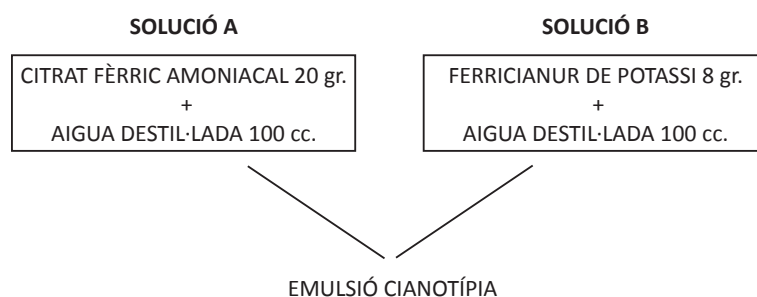 SOLUCIÓ A
CITRAT FÈRRIC AMONIACAL 20 gr.
+
AIGUA DESTIL·LADA 100 cc.
SOLUCIÓ B
FERRICIANUR DE POTASSI 8 gr.
+
AIGUA DESTIL·LADA 100 cc.
EMULSIÓ CIANOTÍPIA